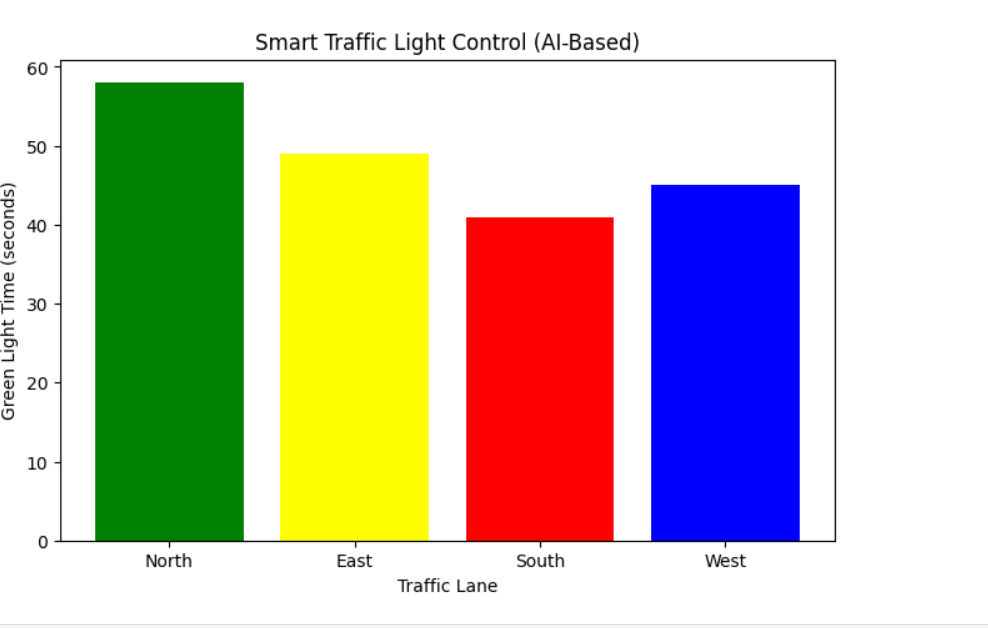 Smart Traffic Light Control (AI-Based)
Green Light Time (seconds)
60
50
40
30
20
10
0
North East South West
Traffic Lane